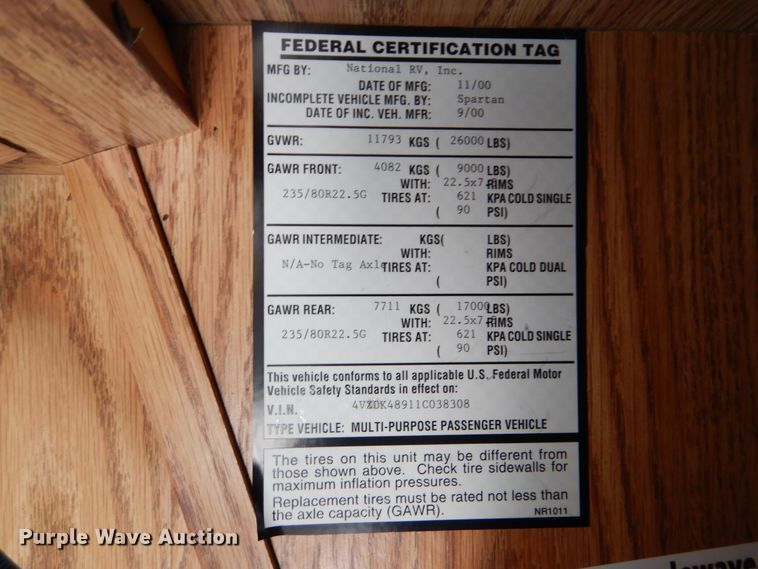 FEDERAL CERTIFICATION TAG
MFG BY: National RV, Inc.
DATE OF MFG: 11/00
INCOMPLETE VEHICLE MFG. BY: Spartan
DATE OF INC. VEH. MFR: 9/00
GVWR: 11793 KGS ( 26000 LBS)
GAWR FRONT: 4082 KGS ( 9000 LBS)
WITH: 22.5x7.5 RIMS
235/80R22.5G TIRES AT: 621 KPA COLD SINGLE
( 90 PSI)
GAWR INTERMEDIATE: KGS( LBS)
WITH: RIMS
N/A-No Tag Axle TIRES AT: KPA COLD DUAL
( PSI)
GAWR REAR: 7711 KGS ( 17000 LBS)
WITH: 22.5x7.5 RIMS
235/80R22.5G TIRES AT: 621 KPA COLD SINGLE
( 90 PSI)
This vehicle conforms to all applicable U.S. Federal Motor
Vehicle Safety Standards in effect on:
V.I.N.
TYPE VEHICLE: MULTI-PURPOSE PASSENGER VEHICLE
The tires on this unit may be different from
those shown above. Check tire sidewalls for
maximum inflation pressures.
Replacement tires must be rated not less than
the axle capacity (GAWR). NR1011
Purple Wave Auction